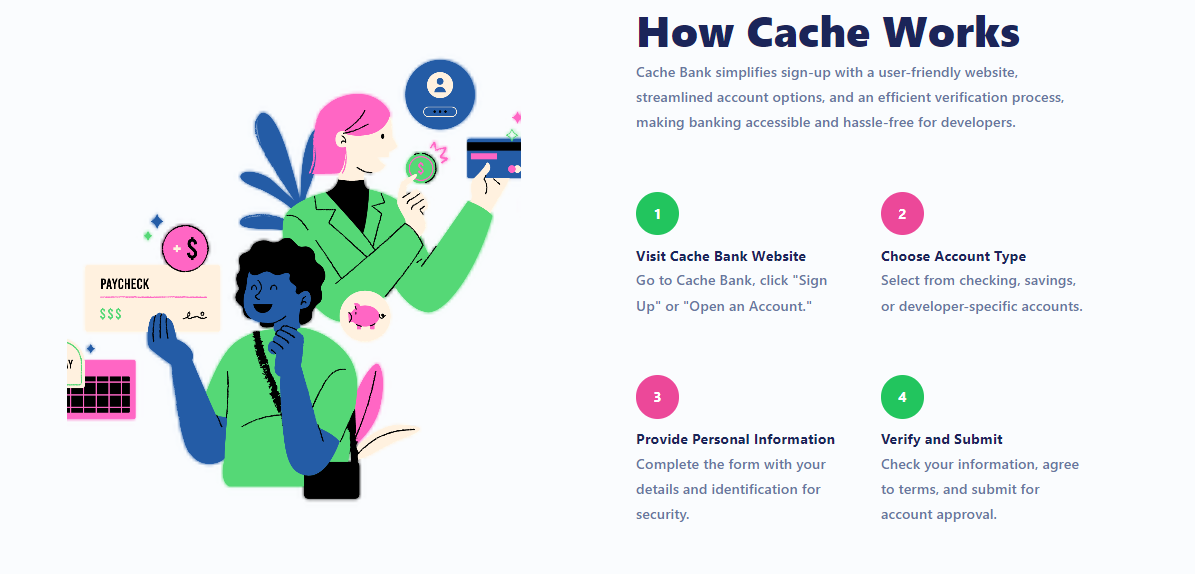 How Cache Works
Cache Bank simplifies sign-up with a user-friendly website,
streamlined account options, and an efficient verification process,
making banking accessible and hassle-free for developers.
1
Visit Cache Bank Website
Go to Cache Bank, click "Sign
Up" or "Open an Account."
2
Choose Account Type
Select from checking, savings,
or developer-specific accounts.
3
Provide Personal Information
Complete the form with your
details and identification for
security.
4
Verify and Submit
Check your information, agree
to terms, and submit for
account approval.
+ $
PAYCHECK
$$$
$